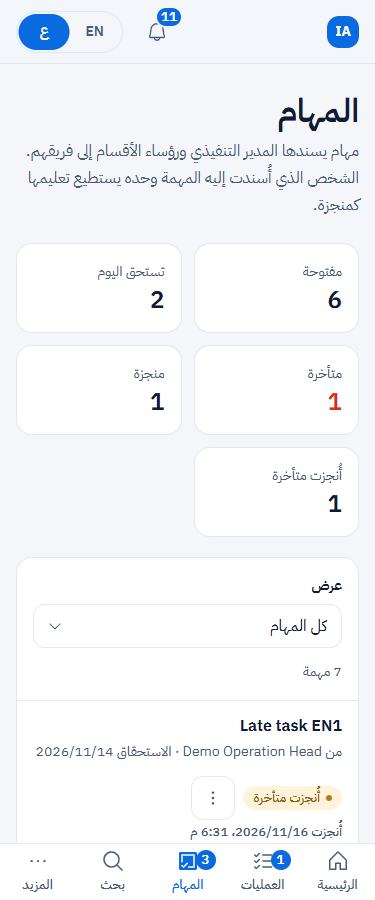 IA
11
EN
ع
المهام
مهام يسندها المدير التنفيذي ورؤساء الأقسام إلى فريقهم.
الشخص الذي أُسندت إليه المهمة وحده يستطيع تعليمها
كمنجزة.
مفتوحة
6
تستحق اليوم
2
متأخرة
1
منجزة
1
أُنجزت متأخرة
1
عرض
كل المهام
7 مهمة
Late task EN1
من Demo Operation Head · الاستحقاق 2026/11/14
أُنجزت متأخرة
أُنجزت 2026/11/16، 6:31 م
الرئيسية
1
العمليات
3
المهام
بحث
المزيد